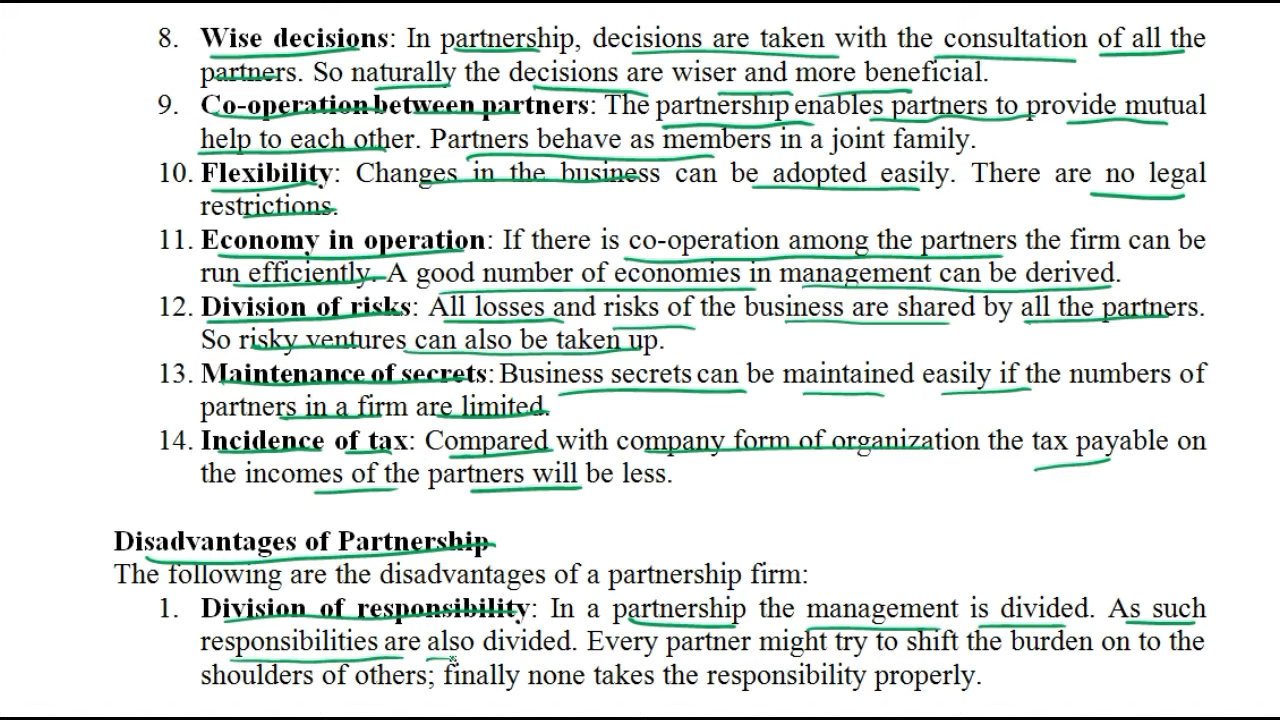 8. Wise decisions: In partnership, decisions are taken with the consultation of all the
partners. So naturally the decisions are wiser and more beneficial.
9. Co-operation between partners: The partnership enables partners to provide mutual
help to each other. Partners behave as members in a joint family.
10. Flexibility: Changes in the business can be adopted easily. There are no legal
restrictions.
11. Economy in operation: If there is co-operation among the partners the firm can be
run efficiently. A good number of economies in management can be derived.
12. Division of risks: All losses and risks of the business are shared by all the partners.
So risky ventures can also be taken up.
13. Maintenance of secrets: Business secrets can be maintained easily if the numbers of
partners in a firm are limited.
14. Incidence of tax: Compared with company form of organization the tax payable on
the incomes of the partners will be less.
Disadvantages of Partnership
The following are the disadvantages of a partnership firm:
1. Division of responsibility: In a partnership the management is divided. As such
responsibilities are also divided. Every partner might try to shift the burden on to the
shoulders of others; finally none takes the responsibility properly.